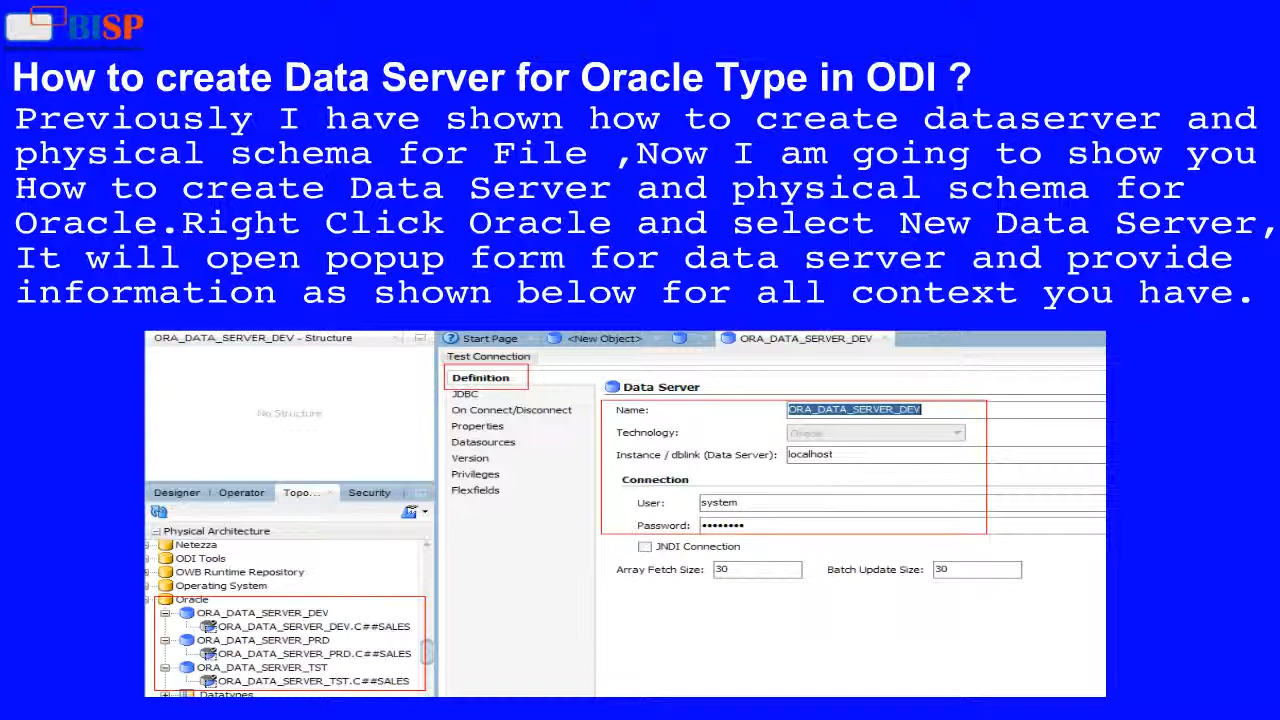 BISP
How to create Data Server for Oracle Type in ODI ?
Previously I have shown how to create dataserver and
physical schema for File ,Now I am going to show you
How to create Data Server and physical schema for
Oracle.Right Click Oracle and select New Data Server,
It will open popup form for data server and provide
information as shown below for all context you have.
ORA_DATA_SERVER_DEV - Structure
No Structure
Designer Operator Topo... Security
Physical Architecture
Netezza
ODI Tools
OWB Runtime Repository
Operating System
Oracle
ORA_DATA_SERVER_DEV
ORA_DATA_SERVER_DEV.C##SALES
ORA_DATA_SERVER_PRD
ORA_DATA_SERVER_PRD.C##SALES
ORA_DATA_SERVER_TST
ORA_DATA_SERVER_TST.C##SALES
Datatypes
Start Page <New Object> ORA_DATA_SERVER_DEV
Test Connection
Definition
JDBC
On Connect/Disconnect
Properties
Datasources
Version
Privileges
Flexfields
Data Server
Name: ORA_DATA_SERVER_DEV
Technology: Oracle
Instance / dblink (Data Server): localhost
Connection
User: system
Password: ••••••••
JNDI Connection
Array Fetch Size: 30 Batch Update Size: 30